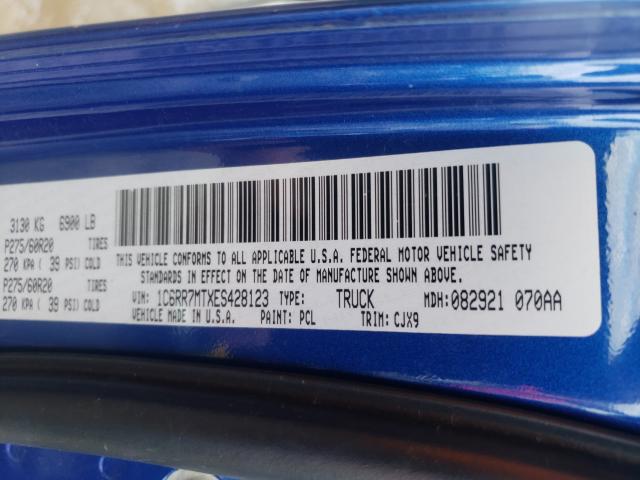 3130 KG 6900 LB
P275/60R20 TIRES
270 KPA ( 39 PSI) COLD
P275/60R20 TIRES
270 KPA ( 39 PSI) COLD
THIS VEHICLE CONFORMS TO ALL APPLICABLE U.S.A. FEDERAL MOTOR VEHICLE SAFETY
STANDARDS IN EFFECT ON THE DATE OF MANUFACTURE SHOWN ABOVE.
VIN: 1C6RR7MTXES428123 TYPE: TRUCK MDH: 082921 070AA
VEHICLE MADE IN U.S.A. PAINT: PCL TRIM: CJX9